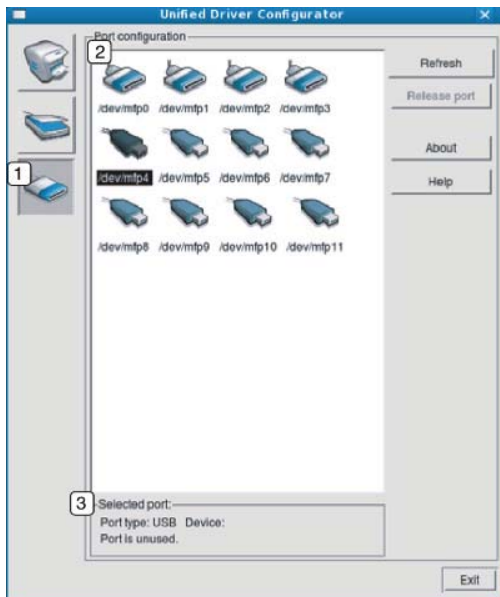 Unified Driver Configurator
Port configuration
2
/dev/mfp0 /dev/mfp1 /dev/mfp2 /dev/mfp3
Refresh
Release port
/dev/mfp4 /dev/mfp5 /dev/mfp6 /dev/mfp7
About
Help
1
/dev/mfp8 /dev/mfp9 /dev/mfp10 /dev/mfp11
3
Selected port:
Port type: USB Device:
Port is unused.
Exit